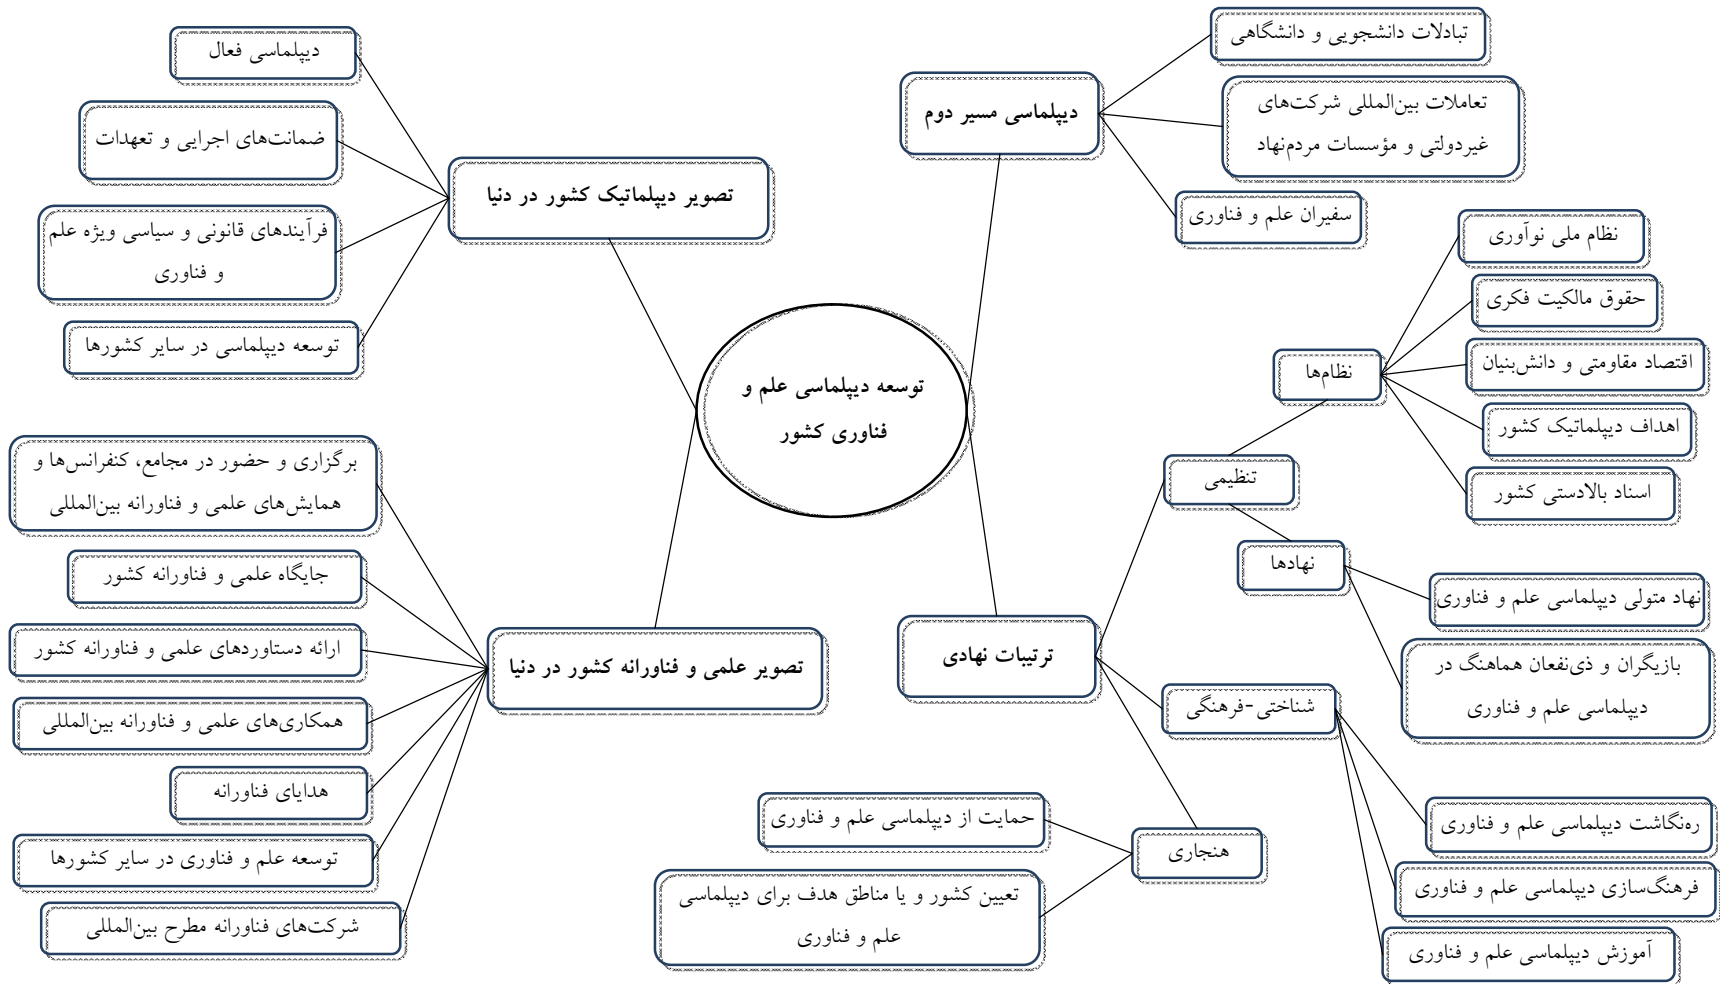 تبادلات دانشجویی و دانشگاهی
دیپلماسی مسیر دوم
تعاملات بین‌المللی شرکت‌های
غیردولتی و مؤسسات مردم‌نهاد
سفیران علم و فناوری
نظام ملی نوآوری
حقوق مالکیت فکری
نظام‌ها
اقتصاد مقاومتی و دانش‌بنیان
اهداف دیپلماتیک کشور
اسناد بالادستی کشور
تنظیمی
نهادها
نهاد متولی دیپلماسی علم و فناوری
بازیگران و ذی‌نفعان هماهنگ در
دیپلماسی علم و فناوری
ترتیبات نهادی
شناختی-فرهنگی
ره‌نگاشت دیپلماسی علم و فناوری
فرهنگ‌سازی دیپلماسی علم و فناوری
آموزش دیپلماسی علم و فناوری
هنجاری
حمایت از دیپلماسی علم و فناوری
تعیین کشور و یا مناطق هدف برای دیپلماسی
علم و فناوری
توسعه دیپلماسی علم و
فناوری کشور
تصویر دیپلماتیک کشور در دنیا
دیپلماسی فعال
ضمانت‌های اجرایی و تعهدات
فرآیندهای قانونی و سیاسی ویژه علم
و فناوری
توسعه دیپلماسی در سایر کشورها
تصویر علمی و فناورانه کشور در دنیا
برگزاری و حضور در مجامع، کنفرانس‌ها و
همایش‌های علمی و فناورانه بین‌المللی
جایگاه علمی و فناورانه کشور
ارائه دستاوردهای علمی و فناورانه کشور
همکاری‌های علمی و فناورانه بین‌المللی
هدایای فناورانه
توسعه علم و فناوری در سایر کشورها
شرکت‌های فناورانه مطرح بین‌المللی